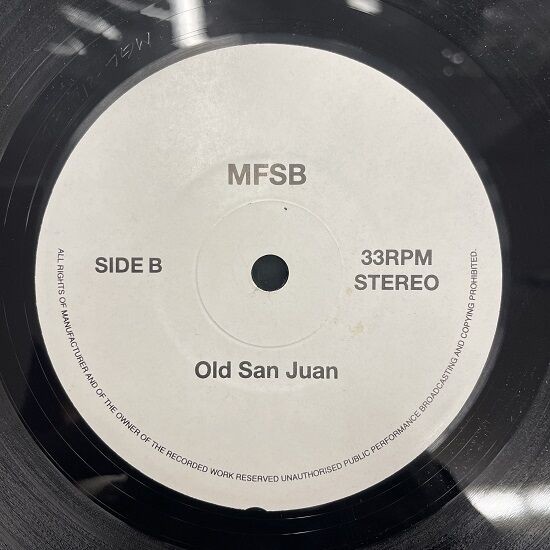 MFSB
SIDE B
33RPM
STEREO
Old San Juan
ALL RIGHTS OF MANUFACTURER AND OF THE OWNER OF THE RECORDED WORK RESERVED UNAUTHORISED PUBLIC PERFORMANCE BROADCASTING AND COPYING PROHIBITED.